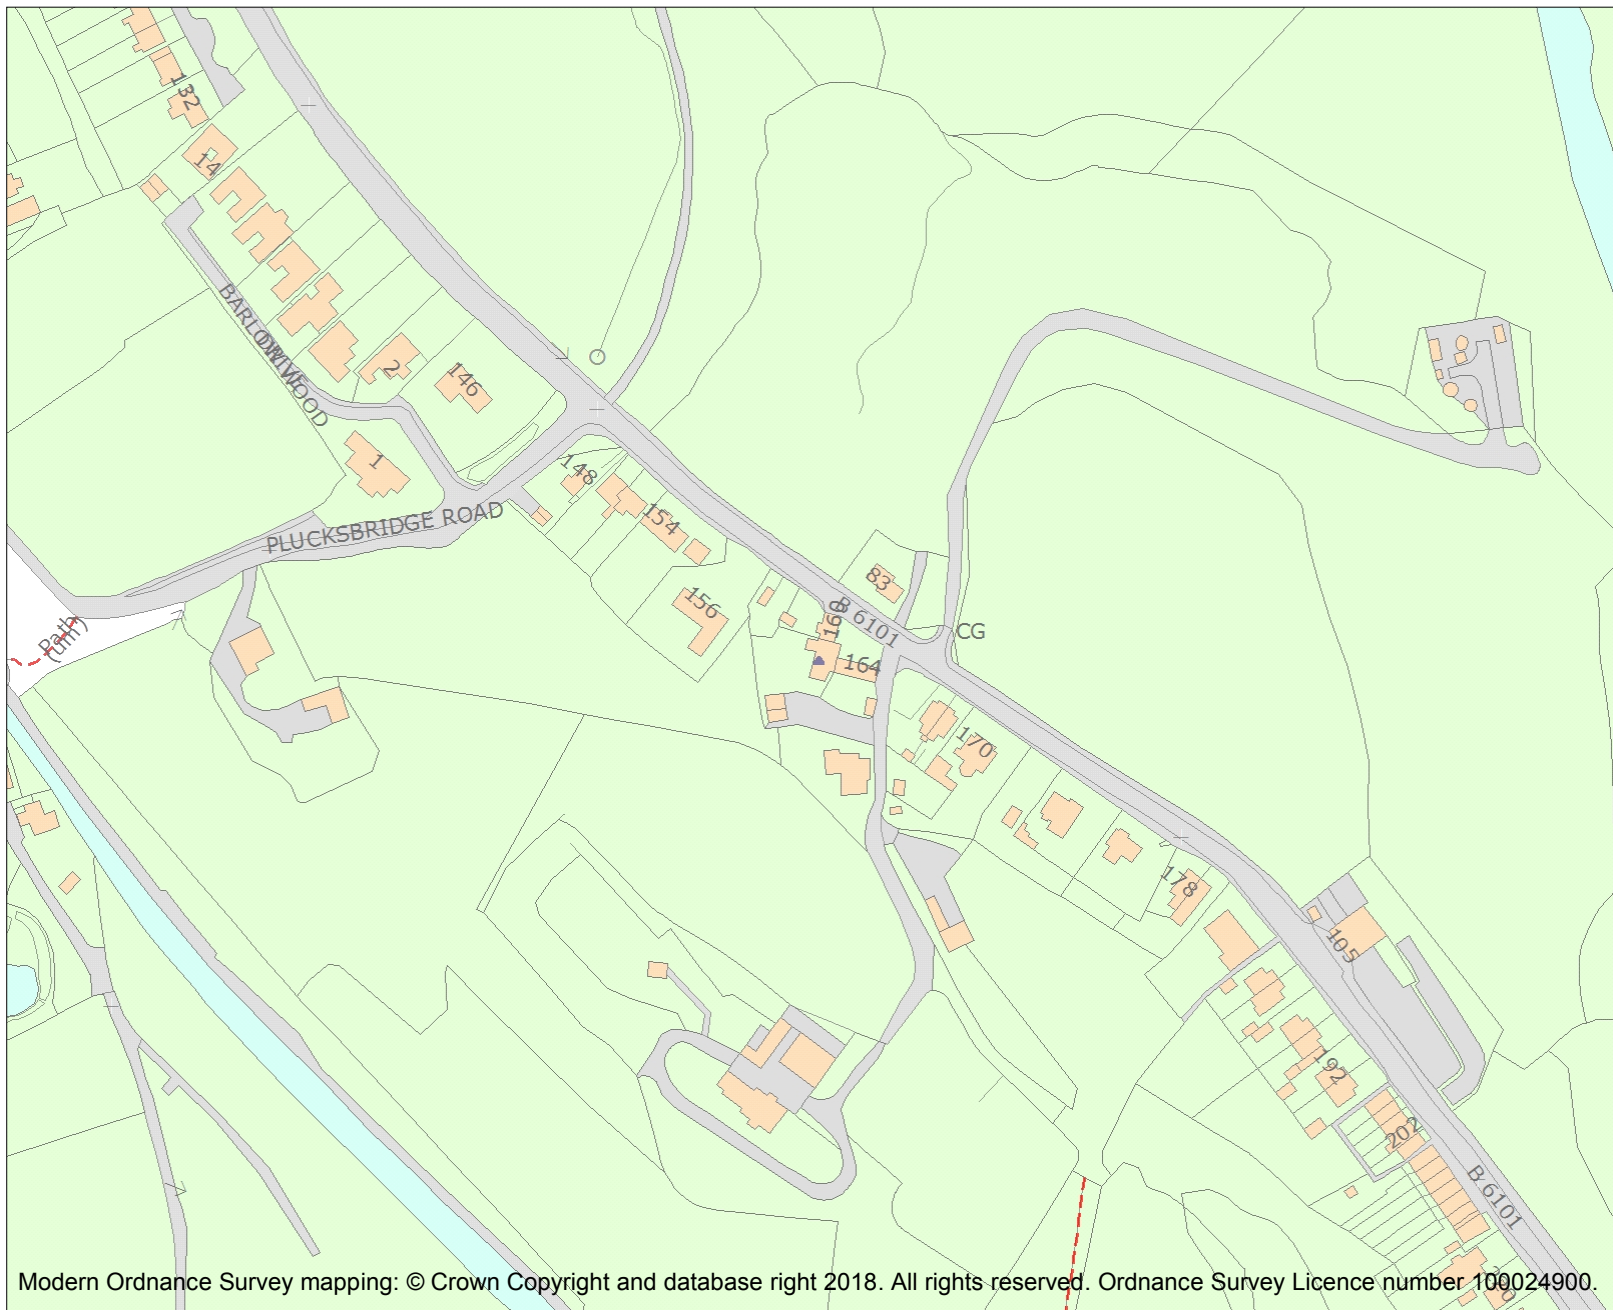 132
14
BARLOW WOOD
DRIVE
2
146
1
148
PLUCKSBRIDGE ROAD
154
83
156
160
B 6101
CG
Path
(um)
164
170
178
105
192
202
B 6101
Modern Ordnance Survey mapping: © Crown Copyright and database right 2018. All rights reserved. Ordnance Survey Licence number 100024900.